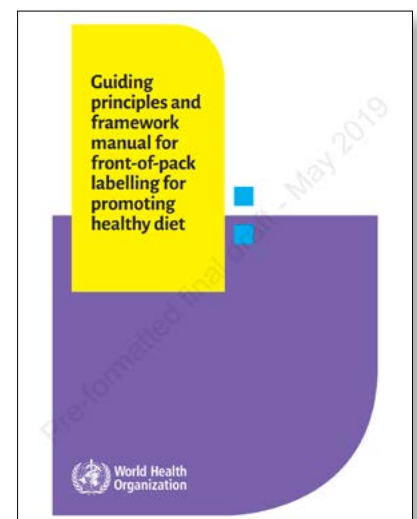 Guiding
principles and
framework
manual for
front-of-pack
labelling for
promoting
healthy diet
Pre-formatted final draft - May 2019
World Health
Organization